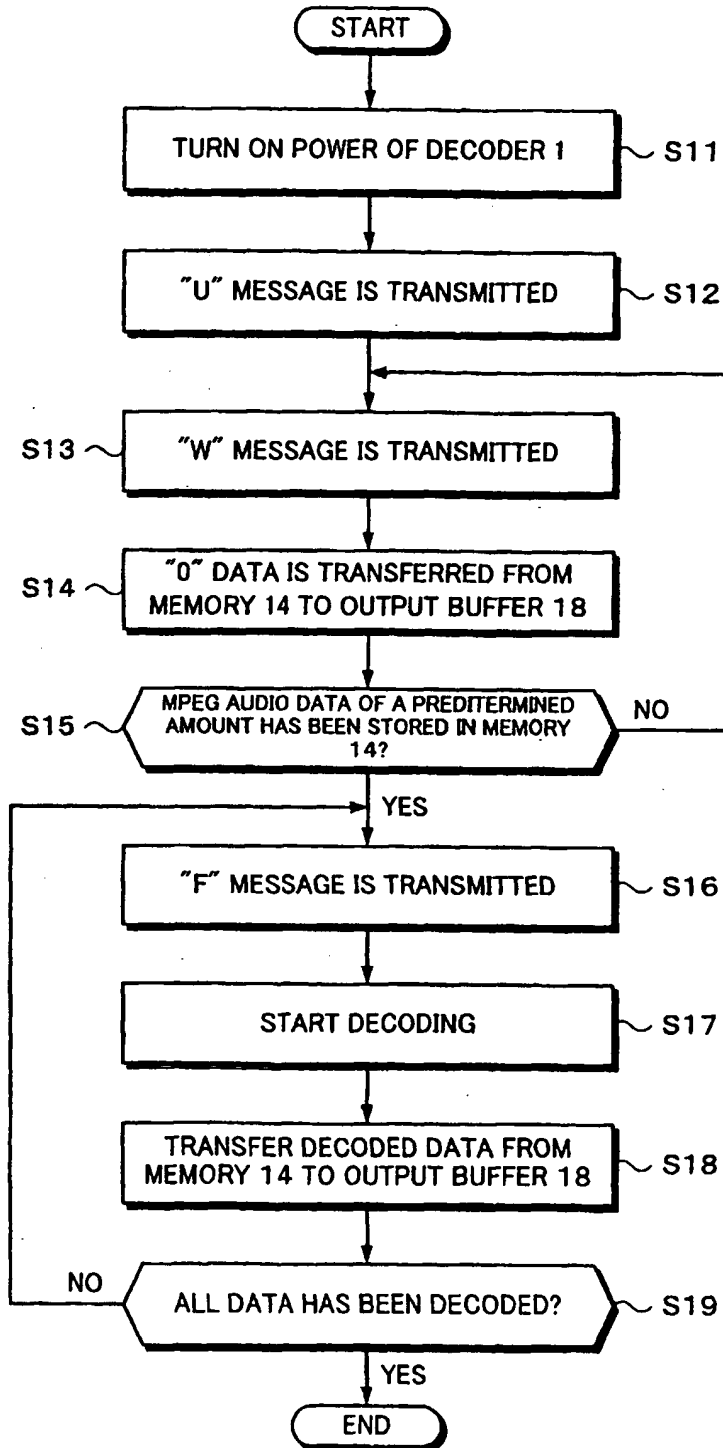 START
TURN ON POWER OF DECODER 1
S11
"U" MESSAGE IS TRANSMITTED
S12
S13
"W" MESSAGE IS TRANSMITTED
S14
"0" DATA IS TRANSFERRED FROM
MEMORY 14 TO OUTPUT BUFFER 18
S15
MPEG AUDIO DATA OF A PREDITERMINED
AMOUNT HAS BEEN STORED IN MEMORY
14?
NO
YES
"F" MESSAGE IS TRANSMITTED
S16
START DECODING
S17
TRANSFER DECODED DATA FROM
MEMORY 14 TO OUTPUT BUFFER 18
S18
NO
ALL DATA HAS BEEN DECODED?
S19
YES
END